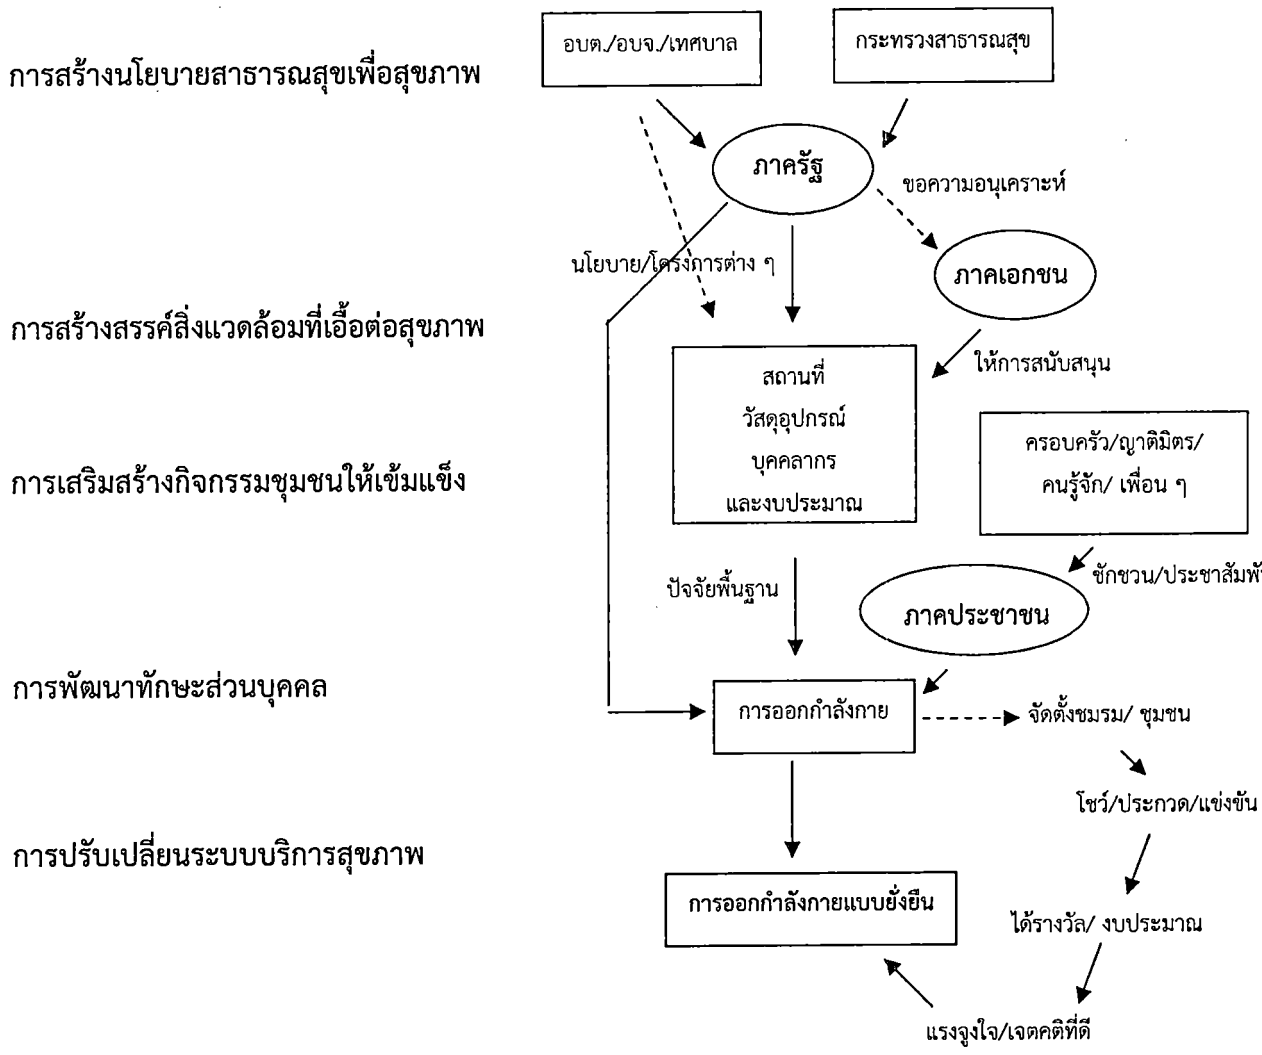 อบต./อบจ./เทศบาล
กระทรวงสาธารณสุข
การสร้างนโยบายสาธารณสุขเพื่อสุขภาพ
ภาครัฐ
ขอความอนุเคราะห์
นโยบาย/โครงการต่าง ๆ
ภาคเอกชน
การสร้างสรรค์สิ่งแวดล้อมที่เอื้อต่อสุขภาพ
ให้การสนับสนุน
สถานที่
วัสดุอุปกรณ์
บุคคลากร
และงบประมาณ
ครอบครัว/ญาติมิตร/
คนรู้จัก/ เพื่อน ๆ
การเสริมสร้างกิจกรรมชุมชนให้เข้มแข็ง
ปัจจัยพื้นฐาน
ชักชวน/ประชาสัมพั
ภาคประชาชน
การพัฒนาทักษะส่วนบุคคล
การออกกำลังกาย
จัดตั้งชมรม/ ชุมชน
โชว์/ประกวด/แข่งขัน
การปรับเปลี่ยนระบบบริการสุขภาพ
การออกกำลังกายแบบยั่งยืน
ได้รางวัล/ งบประมาณ
แรงจูงใจ/เจตคติที่ดี